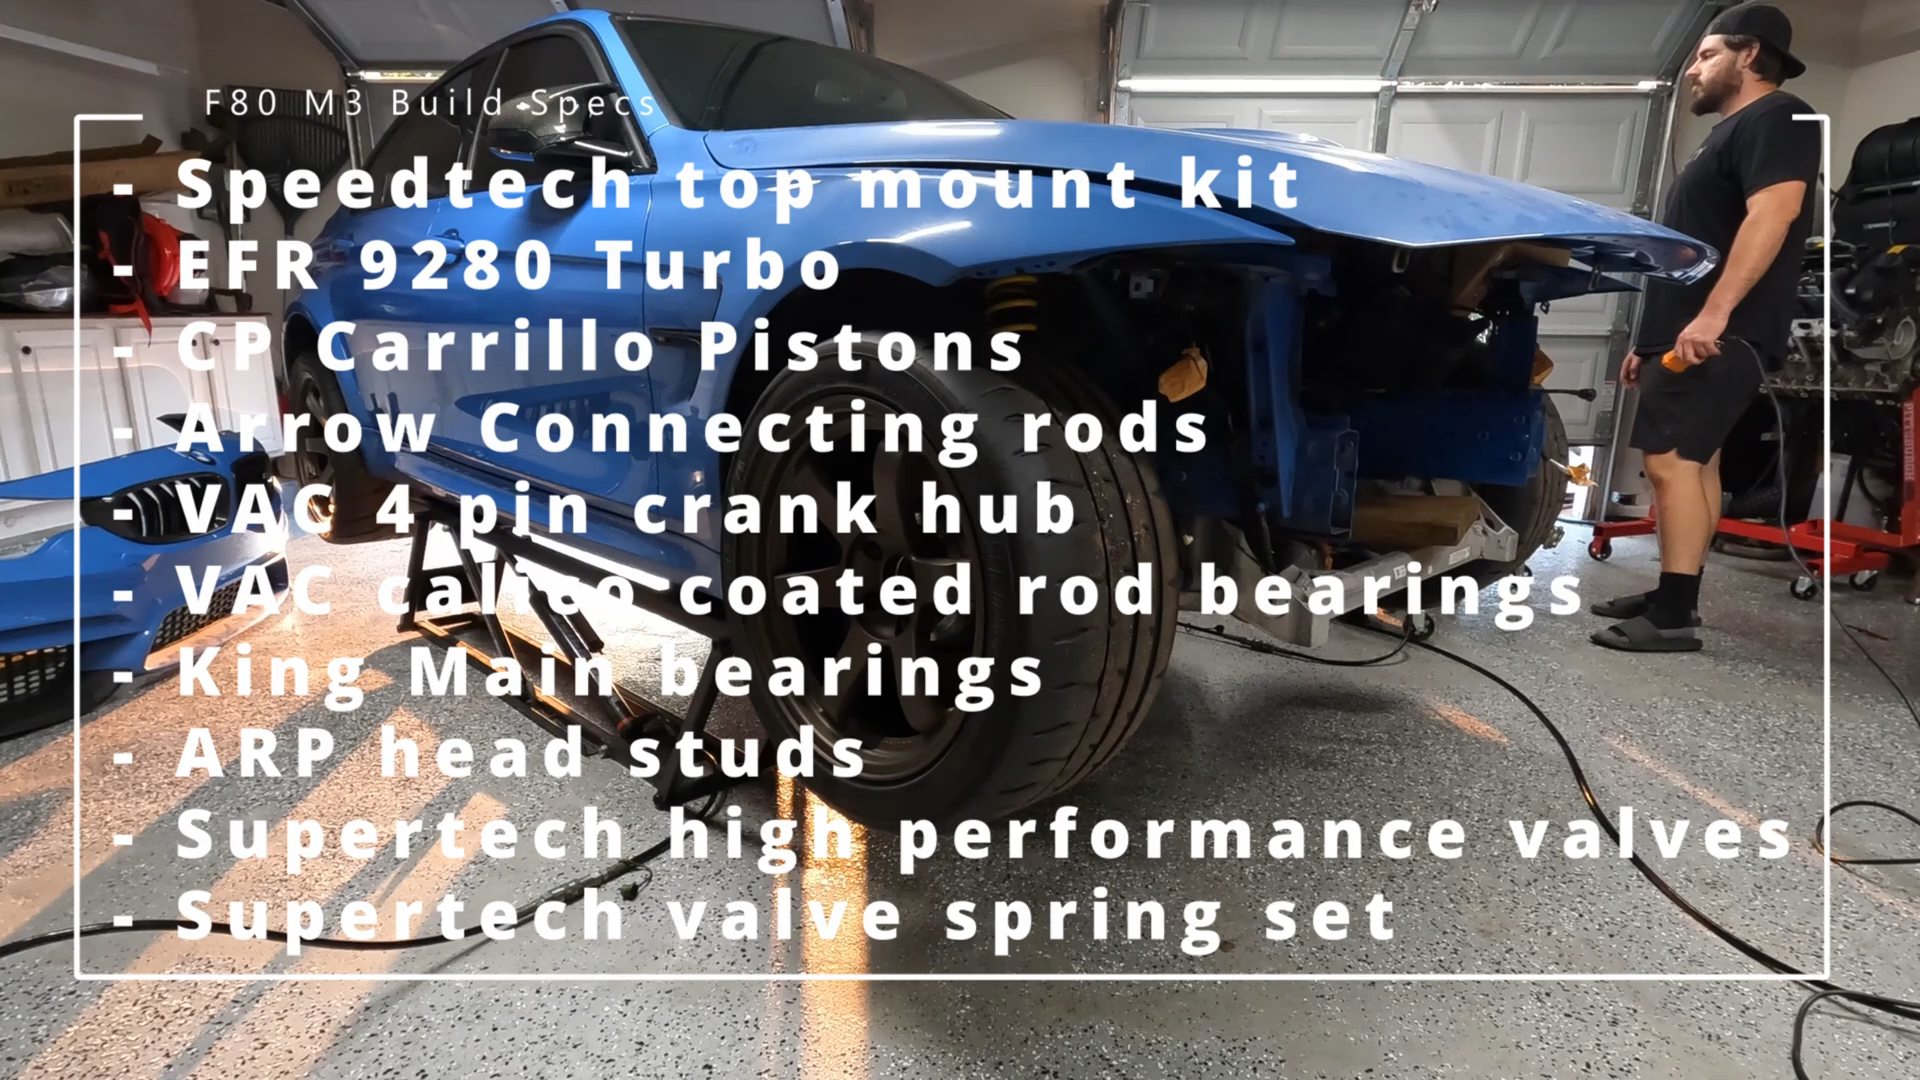 F80 M3 Build Specs
- Speedtech top mount kit
- EFR 9280 Turbo
- CP Carrillo Pistons
- Arrow Connecting rods
- VAC 4 pin crank hub
- VAC calico coated rod bearings
- King Main bearings
- ARP head studs
- Supertech high performance valves
- Supertech valve spring set
PITTSBURGH